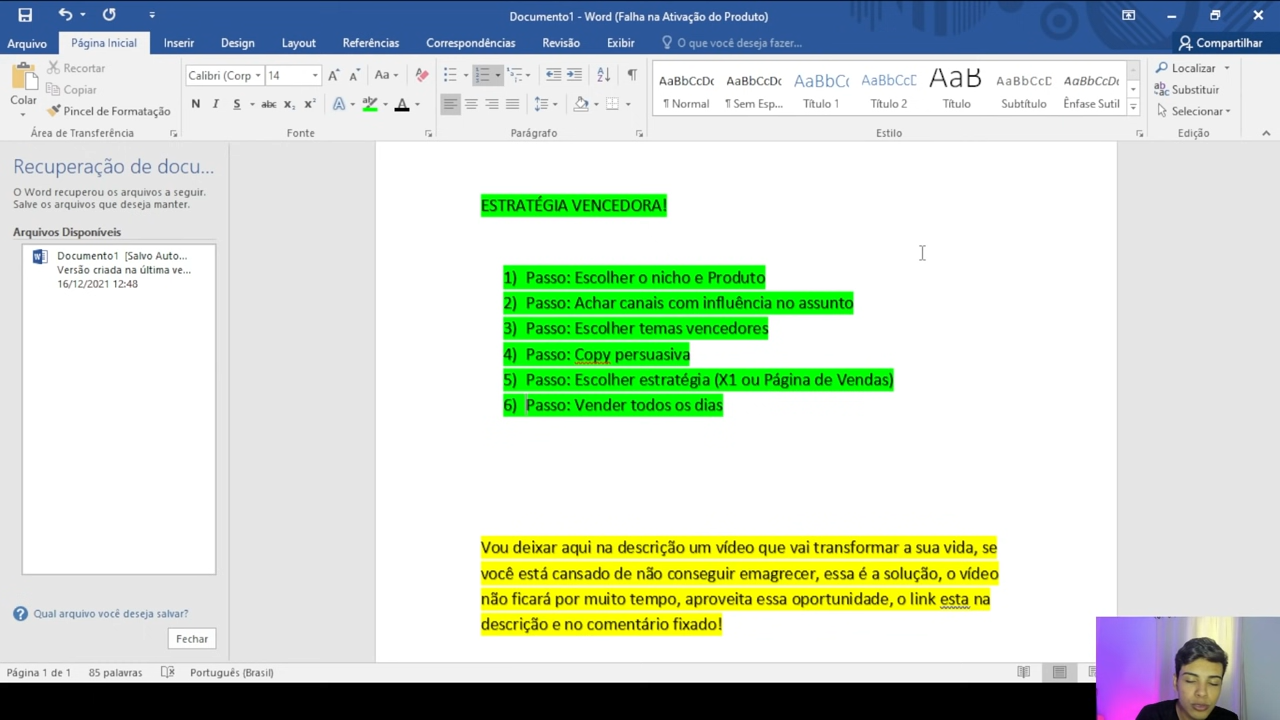 Documento1 - Word (Falha na Ativação do Produto)
Arquivo Página Inicial Inserir Design Layout Referências Correspondências Revisão Exibir O que você deseja fazer... Compartilhar
Colar
Recortar
Copiar
Pincel de Formatação
Área de Transferência
Calibri (Corp 14
Fonte
Parágrafo
AaBbCcDc AaBbCcDc AaBbCc AaBbCcD AaB AaBbCcD AaBbCcDc
¶ Normal ¶ Sem Esp... Título 1 Título 2 Título Subtítulo Ênfase Sutil
Estilo
Localizar
Substituir
Selecionar
Edição
Recuperação de docu...
O Word recuperou os arquivos a seguir.
Salve os arquivos que deseja manter.
Arquivos Disponíveis
Documento1 [Salvo Auto...
Versão criada na última ve...
16/12/2021 12:48
Qual arquivo você deseja salvar?
Fechar
ESTRATÉGIA VENCEDORA!
1) Passo: Escolher o nicho e Produto
2) Passo: Achar canais com influência no assunto
3) Passo: Escolher temas vencedores
4) Passo: Copy persuasiva
5) Passo: Escolher estratégia (X1 ou Página de Vendas)
6) Passo: Vender todos os dias
Vou deixar aqui na descrição um vídeo que vai transformar a sua vida, se
você está cansado de não conseguir emagrecer, essa é a solução, o vídeo
não ficará por muito tempo, aproveita essa oportunidade, o link esta na
descrição e no comentário fixado!
Página 1 de 1 85 palavras Português (Brasil)